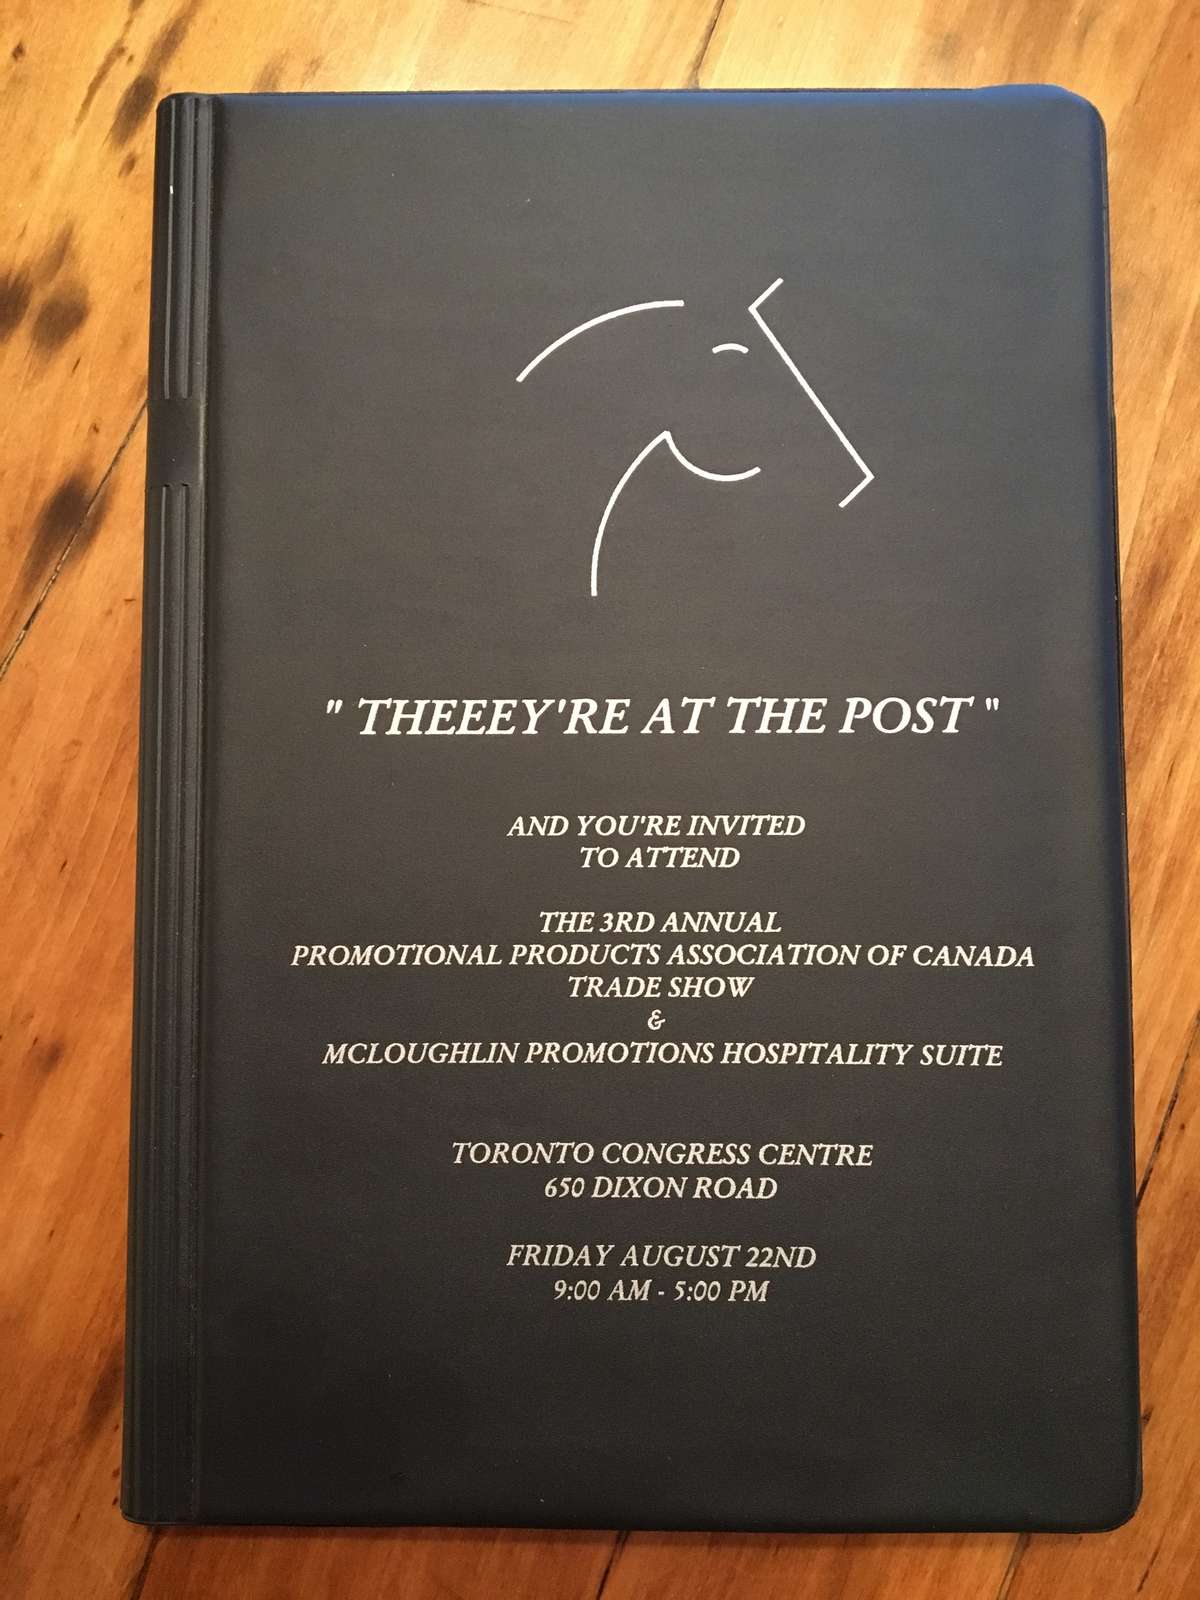 " THEEEY'RE AT THE POST "
AND YOU'RE INVITED
TO ATTEND
THE 3RD ANNUAL
PROMOTIONAL PRODUCTS ASSOCIATION OF CANADA
TRADE SHOW
&
MCLOUGHLIN PROMOTIONS HOSPITALITY SUITE
TORONTO CONGRESS CENTRE
650 DIXON ROAD
FRIDAY AUGUST 22ND
9:00 AM - 5:00 PM